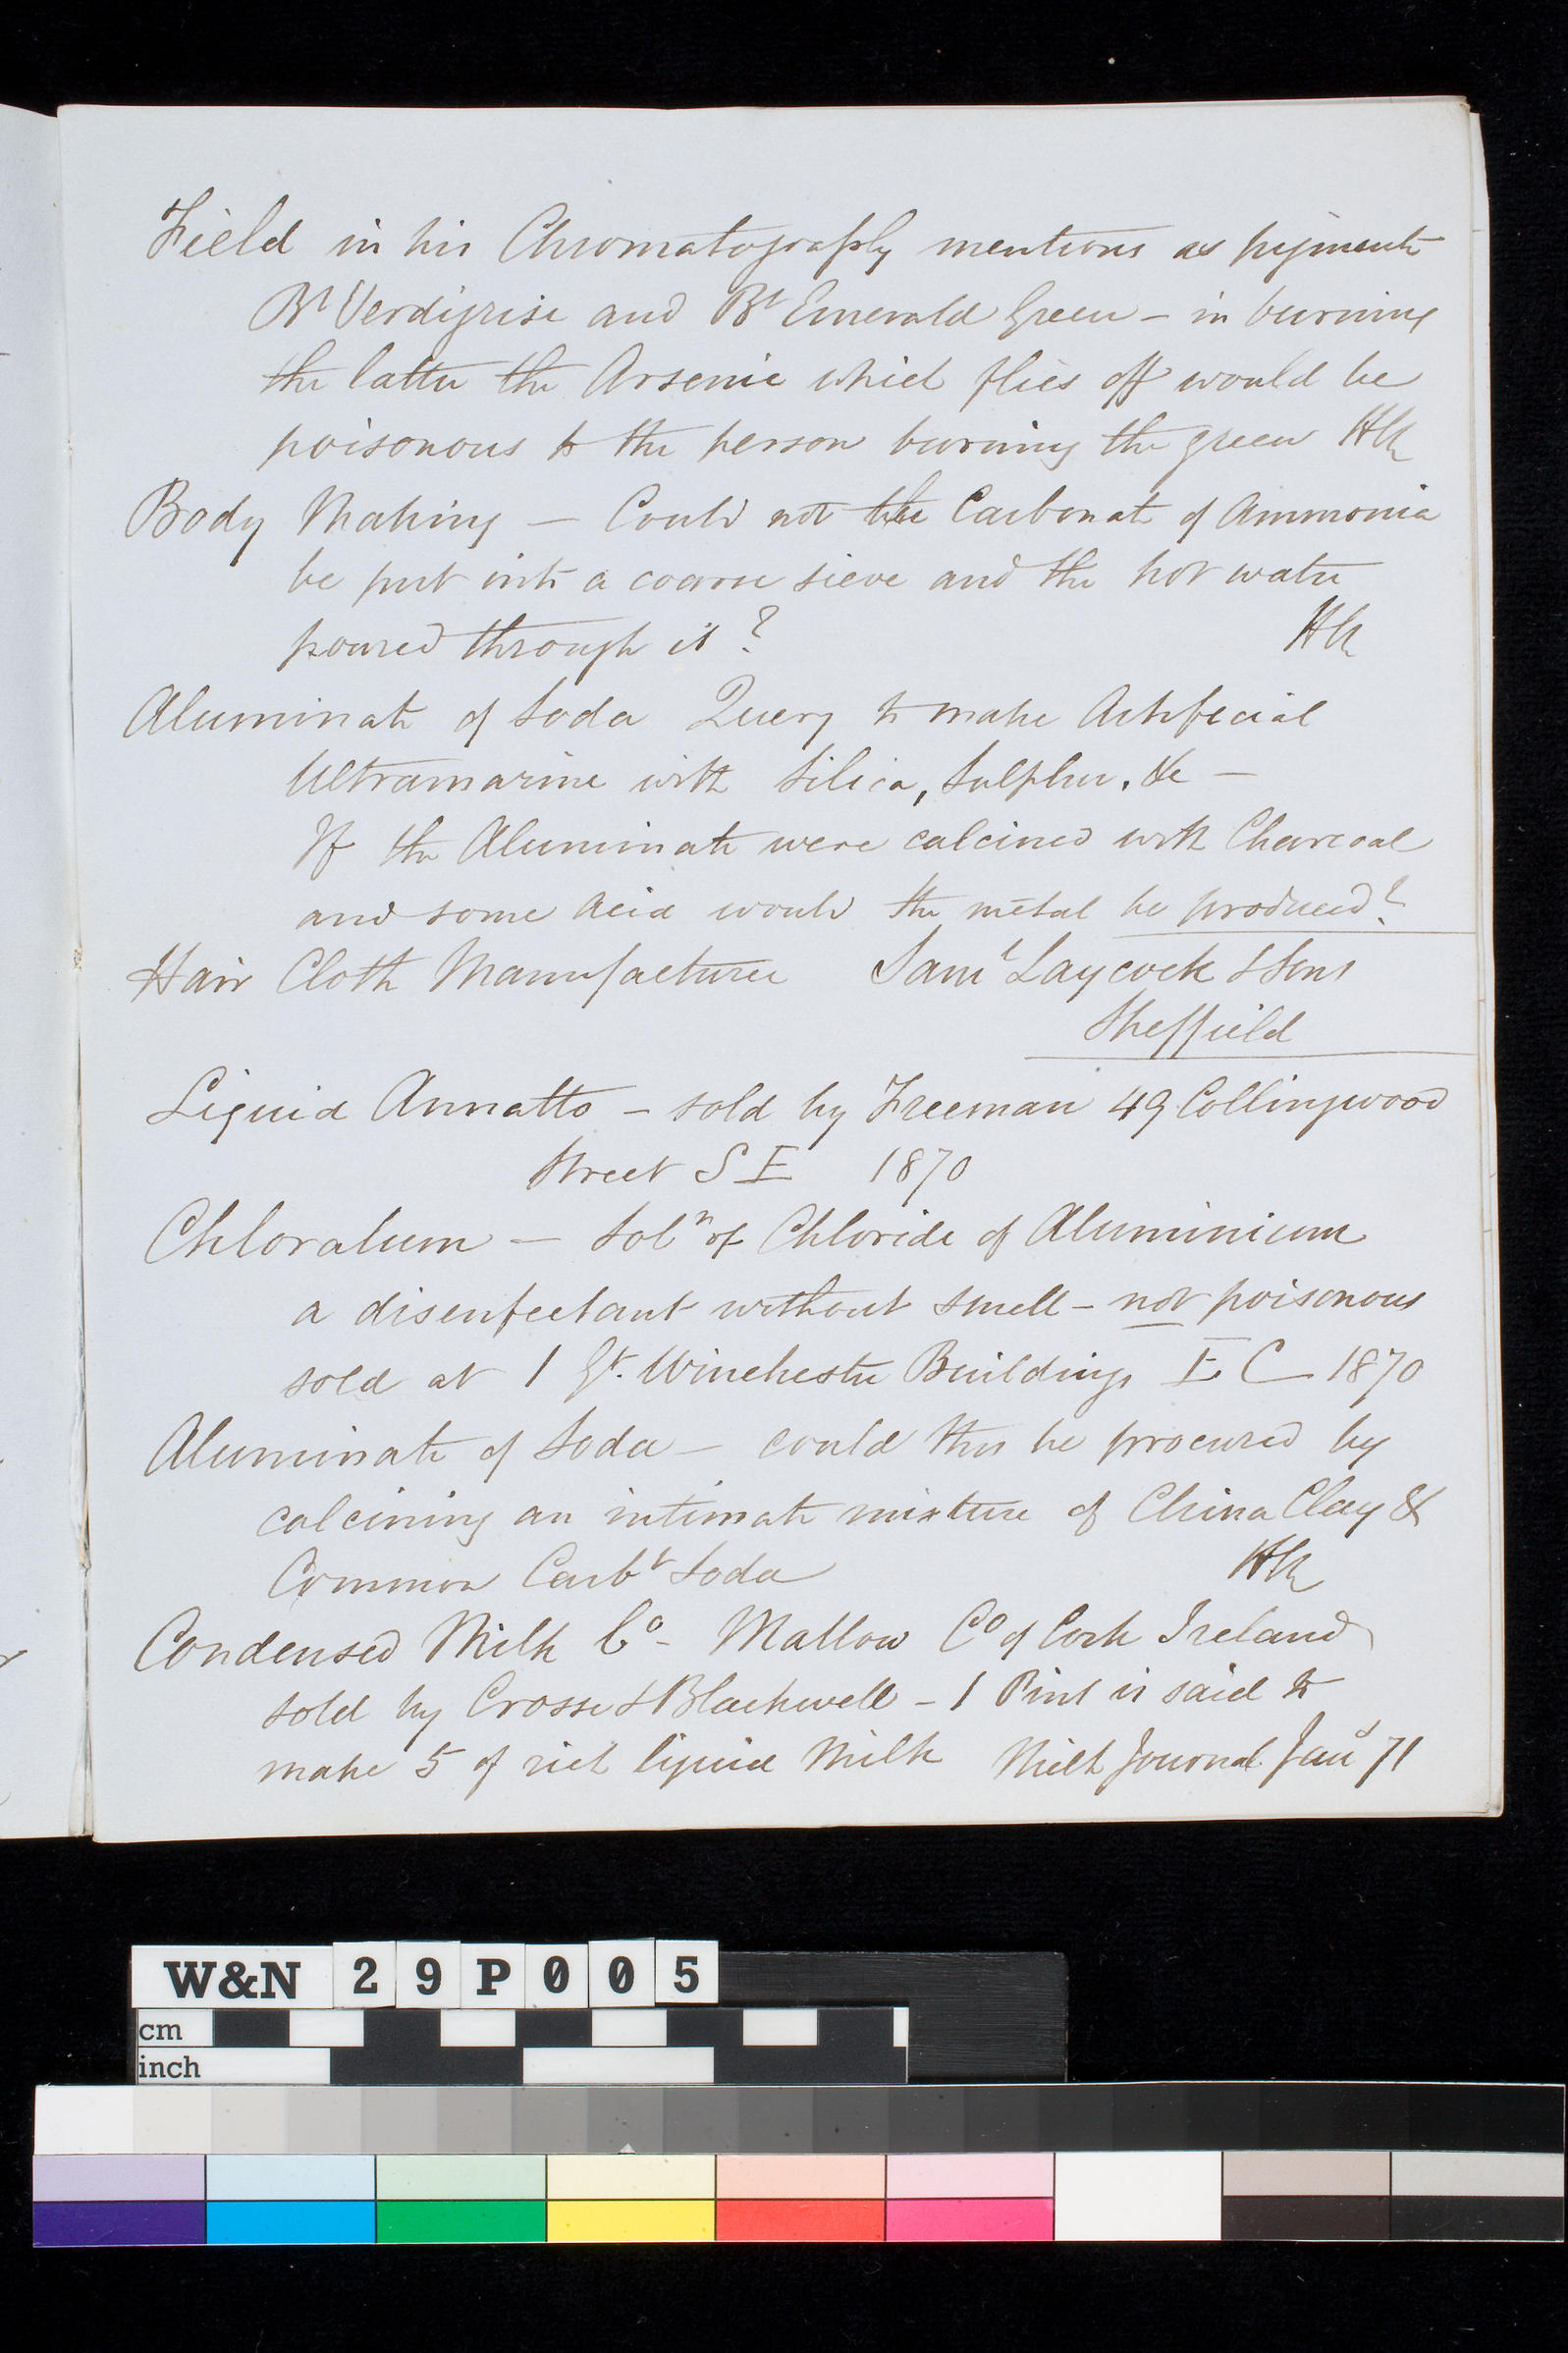 Field in his Chromatography mentions as pigments
Bt Verdigrise and Bt Emerald Green - in burning
the latter the Arsenic which flies off would be
poisonous to the person burning the green
Body Making - Could not the Carbonate of Ammonia
be put into a coarse sieve and the hot water
poured through it?
Aluminate of Soda Query to make Artificial
Ultramarine with Silica, Sulphur, &c -
If the Aluminate were calcined with Charcoal
and some Acid would the metal be produced?
Hair Cloth Manufacturer Saml Laycock & Sons
Sheffield
Liquid Annatto - sold by Freeman 49 Collingwood
Street S E 1870
Chloralum - Soln of Chloride of Aluminium
a disenfectant without smell - not poisonous
sold at 1 Gt. Winchester Buildings E C 1870
Aluminate of Soda - could this be procured by
calcining an intimate mixture of China Clay &
Common Carbt Soda
Condensed Milk Co - Mallow Co of Cork Ireland
sold by Crosse & Blackwell - 1 Pint is said to
make 5 of rich liquid Milk Milk Journal Jany 71
W&N 29P005
cm
inch